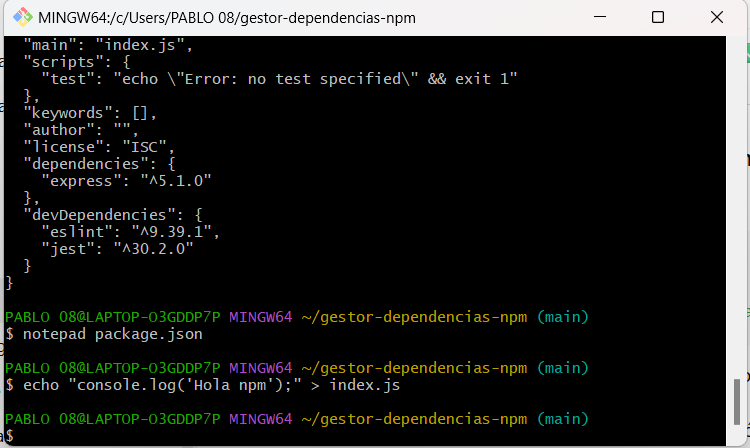 MINGW64:/c/Users/PABLO 08/gestor-dependencias-npm
"main": "index.js",
"scripts": {
"test": "echo \"Error: no test specified\" && exit 1"
},
"keywords": [],
"author": "",
"license": "ISC",
"dependencies": {
"express": "^5.1.0"
},
"devDependencies": {
"eslint": "^9.39.1",
"jest": "^30.2.0"
}
}
PABLO 08@LAPTOP-O3GDDP7P MINGW64 ~/gestor-dependencias-npm (main)
$ notepad package.json
PABLO 08@LAPTOP-O3GDDP7P MINGW64 ~/gestor-dependencias-npm (main)
$ echo "console.log('Hola npm');" > index.js
PABLO 08@LAPTOP-O3GDDP7P MINGW64 ~/gestor-dependencias-npm (main)
$